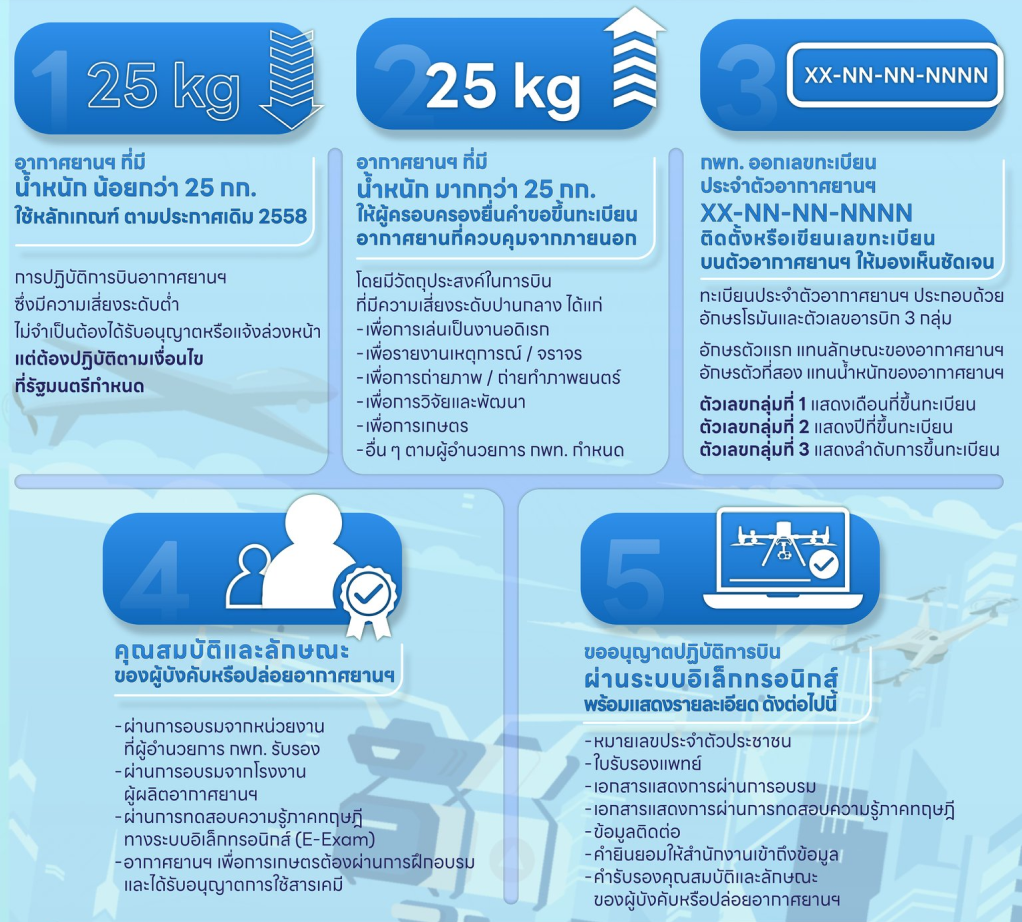 1
25 kg
อากาศยานฯ ที่มี
น้ำหนัก น้อยกว่า 25 กก.
ใช้หลักเกณฑ์ ตามประกาศเดิม 2558
การปฏิบัติการบินอากาศยานฯ
ซึ่งมีความเสี่ยงระดับต่ำ
ไม่จำเป็นต้องได้รับอนุญาตหรือแจ้งล่วงหน้า
แต่ต้องปฏิบัติตามเงื่อนไข
ที่รัฐมนตรีกำหนด
2
25 kg
อากาศยานฯ ที่มี
น้ำหนัก มากกว่า 25 กก.
ให้ผู้ครอบครองยื่นคำขอขึ้นทะเบียน
อากาศยานที่ควบคุมจากภายนอก
โดยมีวัตถุประสงค์ในการบิน
ที่มีความเสี่ยงระดับปานกลาง ได้แก่
-เพื่อการเล่นเป็นงานอดิเรก
-เพื่อรายงานเหตุการณ์ / จราจร
-เพื่อการถ่ายภาพ / ถ่ายทำภาพยนตร์
-เพื่อการวิจัยและพัฒนา
-เพื่อการเกษตร
-อื่น ๆ ตามผู้อำนวยการ กพท. กำหนด
3
XX-NN-NN-NNNN
กพท. ออกเลขทะเบียน
ประจำตัวอากาศยานฯ
XX-NN-NN-NNNN
ติดตั้งหรือเขียนเลขทะเบียน
บนตัวอากาศยานฯ ให้มองเห็นชัดเจน
ทะเบียนประจำตัวอากาศยานฯ ประกอบด้วย
อักษรโรมันและตัวเลขอารบิก 3 กลุ่ม
อักษรตัวแรก แทนลักษณะของอากาศยานฯ
อักษรตัวที่สอง แทนน้ำหนักของอากาศยานฯ
ตัวเลขกลุ่มที่ 1 แสดงเดือนที่ขึ้นทะเบียน
ตัวเลขกลุ่มที่ 2 แสดงปีที่ขึ้นทะเบียน
ตัวเลขกลุ่มที่ 3 แสดงลำดับการขึ้นทะเบียน
4
คุณสมบัติและลักษณะ
ของผู้บังคับหรือปล่อยอากาศยานฯ
-ผ่านการอบรมจากหน่วยงาน
ที่ผู้อำนวยการ กพท. รับรอง
-ผ่านการอบรมจากโรงงาน
ผู้ผลิตอากาศยานฯ
-ผ่านการทดสอบความรู้ภาคทฤษฎี
ทางระบบอิเล็กทรอนิกส์ (E-Exam)
-อากาศยานฯ เพื่อการเกษตรต้องผ่านการฝึกอบรม
และได้รับอนุญาตการใช้สารเคมี
5
ขออนุญาตปฏิบัติการบิน
ผ่านระบบอิเล็กทรอนิกส์
พร้อมแสดงรายละเอียด ดังต่อไปนี้
-หมายเลขประจำตัวประชาชน
-ใบรับรองแพทย์
-เอกสารแสดงการผ่านการอบรม
-เอกสารแสดงการผ่านการทดสอบความรู้ภาคทฤษฎี
-ข้อมูลติดต่อ
-คำยินยอมให้สำนักงานเข้าถึงข้อมูล
-คำรับรองคุณสมบัติและลักษณะ
ของผู้บังคับหรือปล่อยอากาศยานฯ